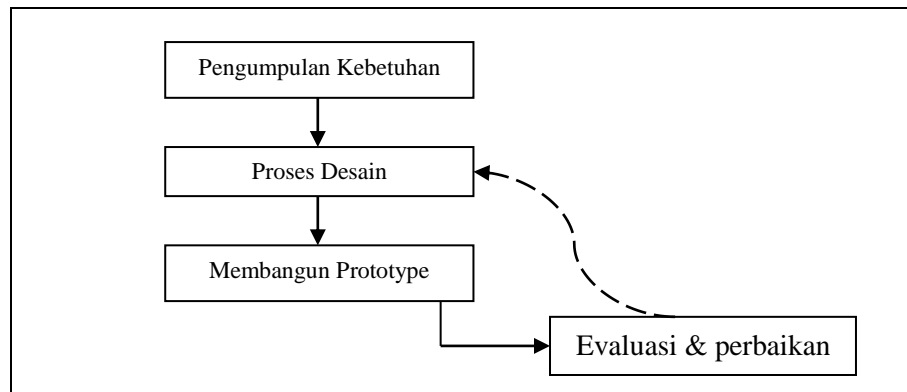 Pengumpulan Kebetuhan
Proses Desain
Membangun Prototype
Evaluasi & perbaikan